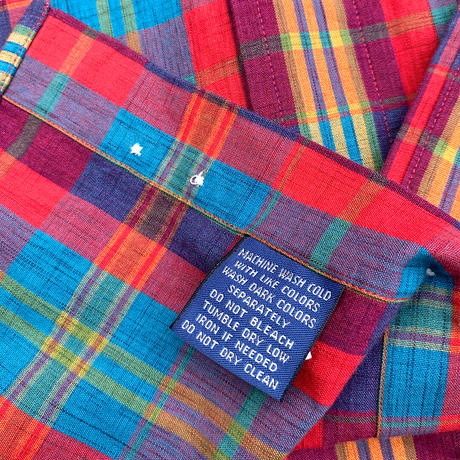 MACHINE WASH COLD
WITH LIKE COLORS
WASH DARK COLORS
SEPARATELY
DO NOT BLEACH
TUMBLE DRY LOW
IRON IF NEEDED
DO NOT DRY CLEAN